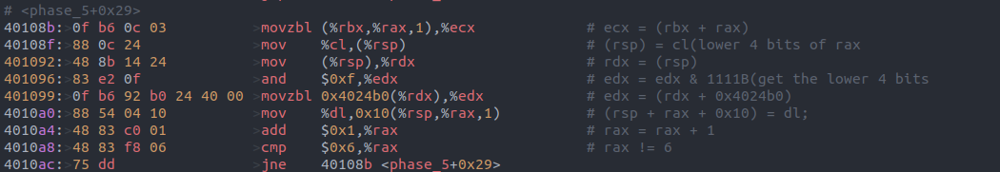 # <phase_5+0x29>
40108b:>0f b6 0c 03 >movzbl (%rbx,%rax,1),%ecx # ecx = (rbx + rax)
40108f:>88 0c 24 >mov %cl,(%rsp) # (rsp) = cl(lower 4 bits of rax
401092:>48 8b 14 24 >mov (%rsp),%rdx # rdx = (rsp)
401096:>83 e2 0f >and $0xf,%edx # edx = edx & 1111B(get the lower 4 bits
401099:>0f b6 92 b0 24 40 00 >movzbl 0x4024b0(%rdx),%edx # edx = (rdx + 0x4024b0)
4010a0:>88 54 04 10 >mov %dl,0x10(%rsp,%rax,1) # (rsp + rax + 0x10) = dl;
4010a4:>48 83 c0 01 >add $0x1,%rax # rax = rax + 1
4010a8:>48 83 f8 06 >cmp $0x6,%rax # rax != 6
4010ac:>75 dd >jne 40108b <phase_5+0x29>